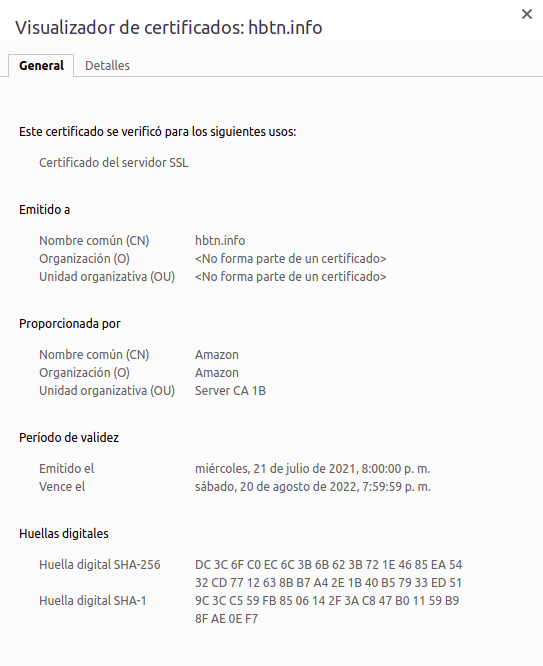 Visualizador de certificados: hbtn.info
General
Detalles
Este certificado se verificó para los siguientes usos:
Certificado del servidor SSL
Emitido a
Nombre común (CN) hbtn.info
Organización (O) <No forma parte de un certificado>
Unidad organizativa (OU) <No forma parte de un certificado>
Proporcionada por
Nombre común (CN) Amazon
Organización (O) Amazon
Unidad organizativa (OU) Server CA 1B
Período de validez
Emitido el miércoles, 21 de julio de 2021, 8:00:00 p. m.
Vence el sábado, 20 de agosto de 2022, 7:59:59 p. m.
Huellas digitales
Huella digital SHA-256 DC 3C 6F C0 EC 6C 3B 6B 62 3B 72 1E 46 85 EA 54
32 CD 77 12 63 8B B7 A4 2E 1B 40 B5 79 33 ED 51
Huella digital SHA-1 9C 3C C5 59 FB 85 06 14 2F 3A C8 47 B0 11 59 B9
8F AE 0E F7